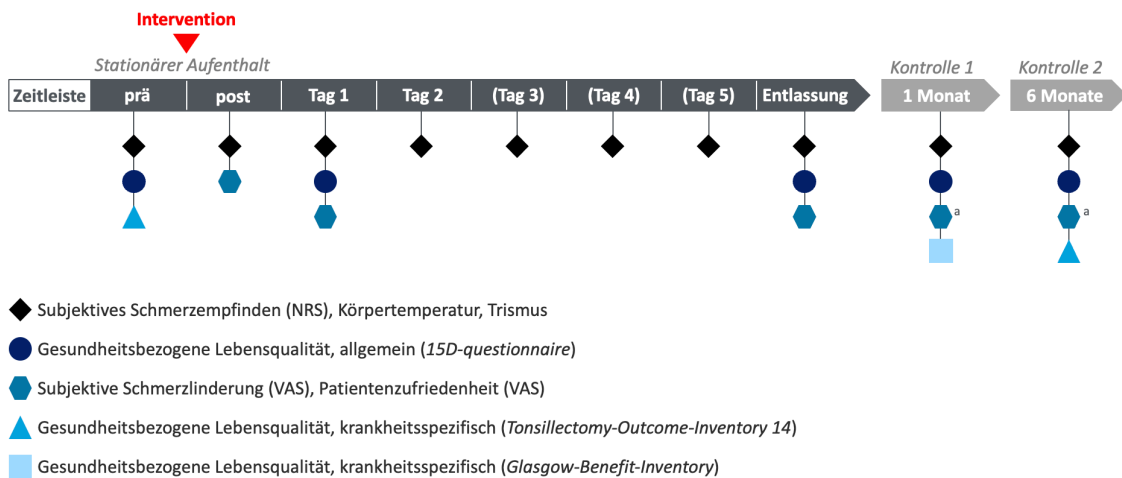 Intervention
Stationärer Aufenthalt
Kontrolle 1
Kontrolle 2
Zeitleiste prä post Tag 1 Tag 2 (Tag 3) (Tag 4) (Tag 5) Entlassung 1 Monat 6 Monate
a
a
Subjektives Schmerzempfinden (NRS), Körpertemperatur, Trismus
Gesundheitsbezogene Lebensqualität, allgemein (15D-questionnaire)
Subjektive Schmerzlinderung (VAS), Patientenzufriedenheit (VAS)
Gesundheitsbezogene Lebensqualität, krankheitsspezifisch (Tonsillectomy-Outcome-Inventory 14)
Gesundheitsbezogene Lebensqualität, krankheitsspezifisch (Glasgow-Benefit-Inventory)